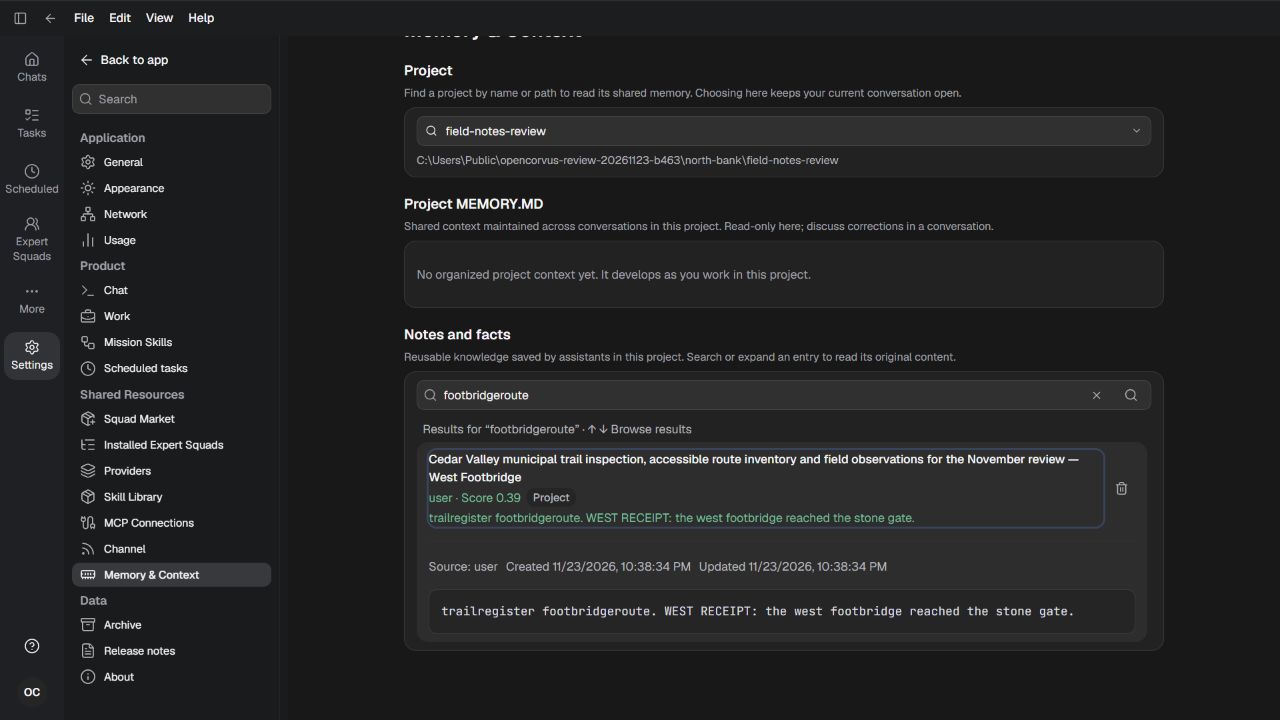 File Edit View Help
Chats
Tasks
Scheduled
Expert
Squads
More
Settings
OC
Back to app
Search
Application
General
Appearance
Network
Usage
Product
Chat
Work
Mission Skills
Scheduled tasks
Shared Resources
Squad Market
Installed Expert Squads
Providers
Skill Library
MCP Connections
Channel
Memory & Context
Data
Archive
Release notes
About
Memory & Context
Project
Find a project by name or path to read its shared memory. Choosing here keeps your current conversation open.
field-notes-review
C:\Users\Public\opencorvus-review-20261123-b463\north-bank\field-notes-review
Project MEMORY.MD
Shared context maintained across conversations in this project. Read-only here; discuss corrections in a conversation.
No organized project context yet. It develops as you work in this project.
Notes and facts
Reusable knowledge saved by assistants in this project. Search or expand an entry to read its original content.
footbridgeroute
Results for “footbridgeroute” · ↑↓ Browse results
Cedar Valley municipal trail inspection, accessible route inventory and field observations for the November review —
West Footbridge
user · Score 0.39 Project
trailregister footbridgeroute. WEST RECEIPT: the west footbridge reached the stone gate.
Source: user Created 11/23/2026, 10:38:34 PM Updated 11/23/2026, 10:38:34 PM
trailregister footbridgeroute. WEST RECEIPT: the west footbridge reached the stone gate.